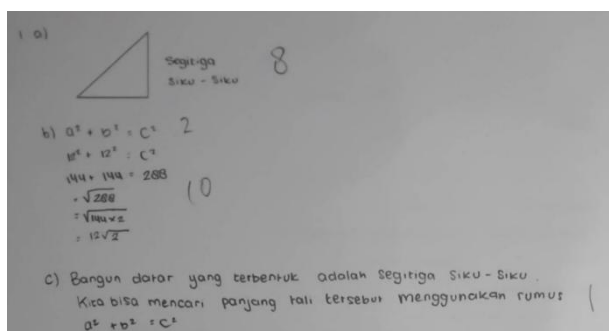 1 a)
Segitiga 8
Siku - Siku
b) a² + b² = c² 2
12² + 12² = c²
144 + 144 = 288
= √288 10
= √144 x 2
= 12√2
c) Bangun datar yang terbentuk adalah Segitiga Siku - Siku.
Kita bisa mencari panjang tali tersebut menggunakan rumus 1
a² + b² = c²